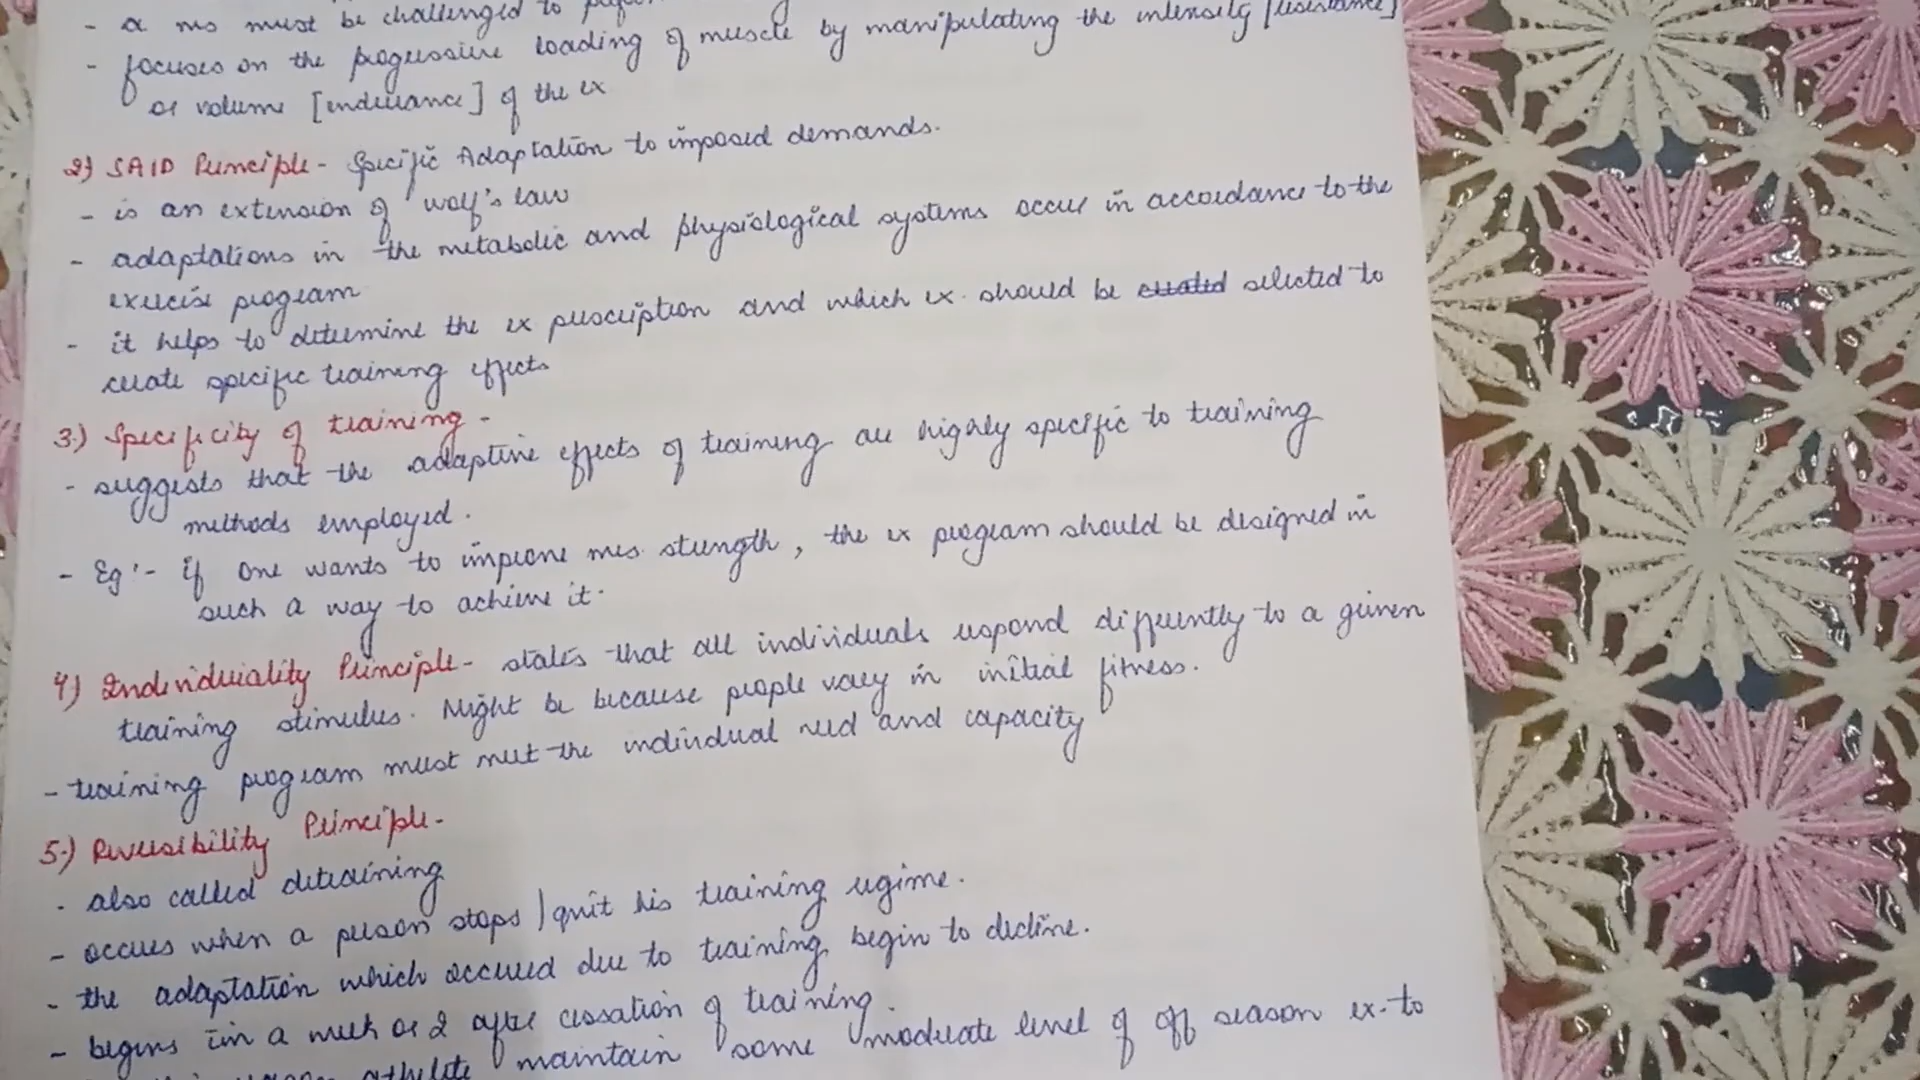 - a ms must be challenged to
- focuses on the progressive loading of muscle by manipulating the intensity [resistance]
or volume [endurance] of the ex
2) SAID Principle - Specific Adaptation to imposed demands.
- is an extension of wolf's law
- adaptations in the metabolic and physiological systems occur in accordance to the
exercise program
- it helps to determine the ex prescription and which ex. should be created selected to
create specific training effects
3.) Specificity of training -
- suggests that the adaptive effects of training are highly specific to training
methods employed.
- Eg:- if one wants to improve mus. strength, the ex program should be designed in
such a way to achieve it.
4) Individuality Principle - states that all individuals respond differently to a given
training stimulus. Might be because people vary in initial fitness.
- training program must meet the individual need and capacity
5.) Reversibility Principle -
- also called detraining
- occurs when a person stops / quit his training regime.
- the adaptation which occured due to training begin to decline.
- begins in a week or 2 after cessation of training.
athlete maintain some moderate level of off season ex. to